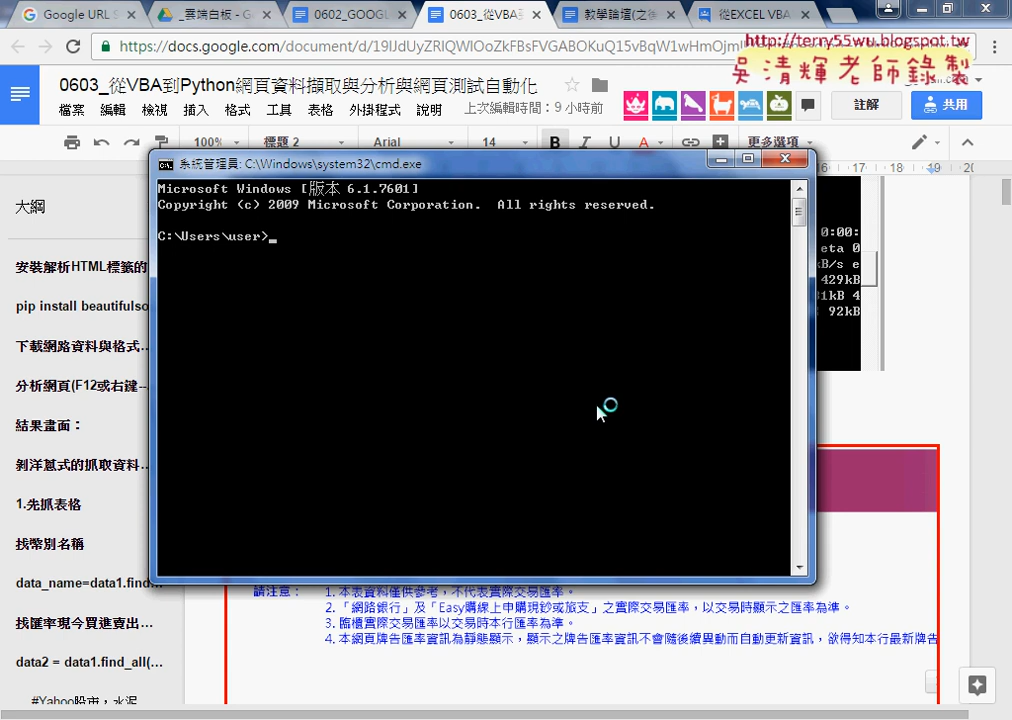 Google URL S
_雲端白板 - G
0602_GOOGL
0603_從VBA
教學論壇(之後
從EXCEL VBA
http://terry55wu.blogspot.tw
吳清輝老師錄製
0603_從VBA到Python網頁資料擷取與分析與網頁測試自動化
檔案 編輯 檢視 插入 格式 工具 表格 外掛程式 說明
上次編輯時間：9 小時前
註解
共用
100% 標題 2 Arial 14 B I U A 更多選項
16 17 18 19 20
系統管理員: C:\Windows\system32\cmd.exe
Microsoft Windows [版本 6.1.7601]
Copyright (c) 2009 Microsoft Corporation.  All rights reserved.
C:\Users\user>_
0:00:
eta 0
kB/s e
429kB
31kB 4
92kB
大綱
安裝解析HTML標籤的
pip install beautifulso
下載網路資料與格式...
分析網頁(F12或右鍵--
結果畫面：
剝洋蔥式的抓取資料...
1.先抓表格
找幣別名稱
data_name=data1.find...
找匯率現今買進賣出...
data2 = data1.find_all(...
#Yahoo股市，水泥
請注意： 1. 本表資料僅供參考，不代表實際交易匯率。
2. 「網路銀行」及「Easy購線上申購現鈔或旅支」之實際交易匯率，以交易時顯示之匯率為準。
3. 臨櫃實際交易匯率以交易時本行匯率為準。
4. 本網頁牌告匯率資訊為靜態顯示，顯示之牌告匯率資訊不會隨後續異動而自動更新資訊，欲得知本行最新牌告